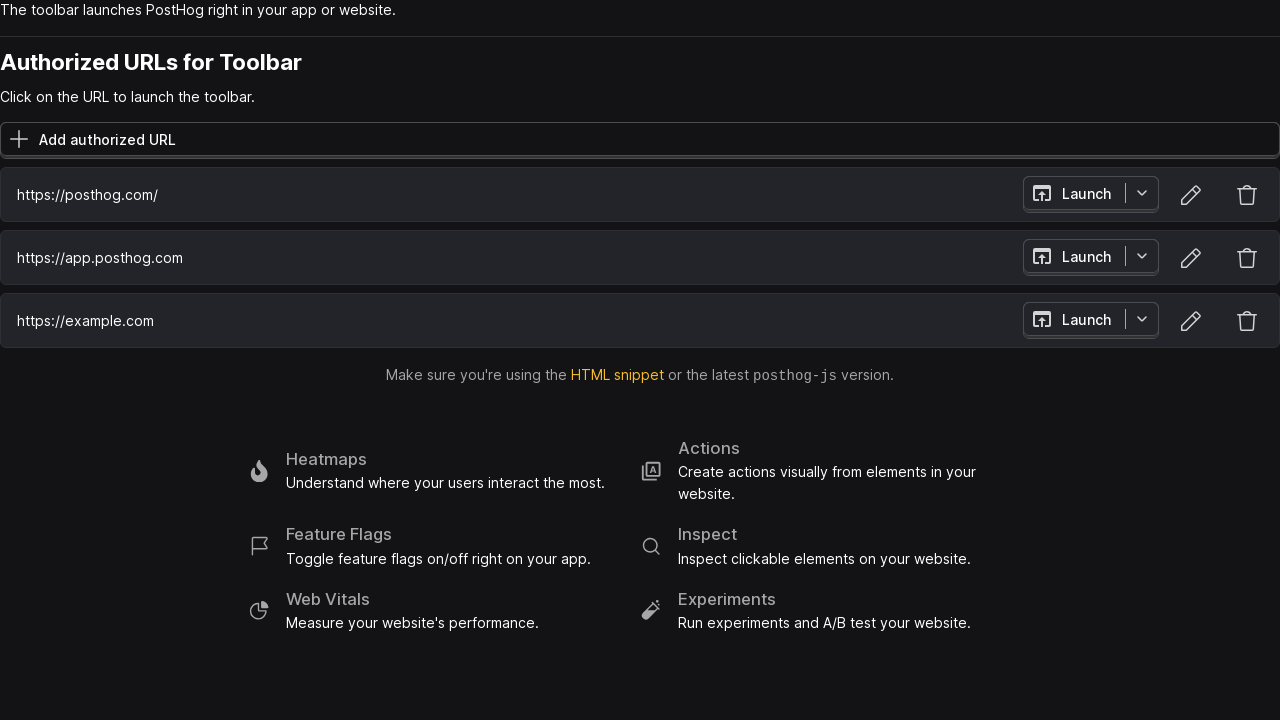 The toolbar launches PostHog right in your app or website.
Authorized URLs for Toolbar
Click on the URL to launch the toolbar.
Add authorized URL
https://posthog.com/
Launch
https://app.posthog.com
Launch
https://example.com
Launch
Make sure you're using the HTML snippet or the latest posthog-js version.
Heatmaps
Understand where your users interact the most.
Actions
Create actions visually from elements in your
website.
Feature Flags
Toggle feature flags on/off right on your app.
Inspect
Inspect clickable elements on your website.
Web Vitals
Measure your website's performance.
Experiments
Run experiments and A/B test your website.